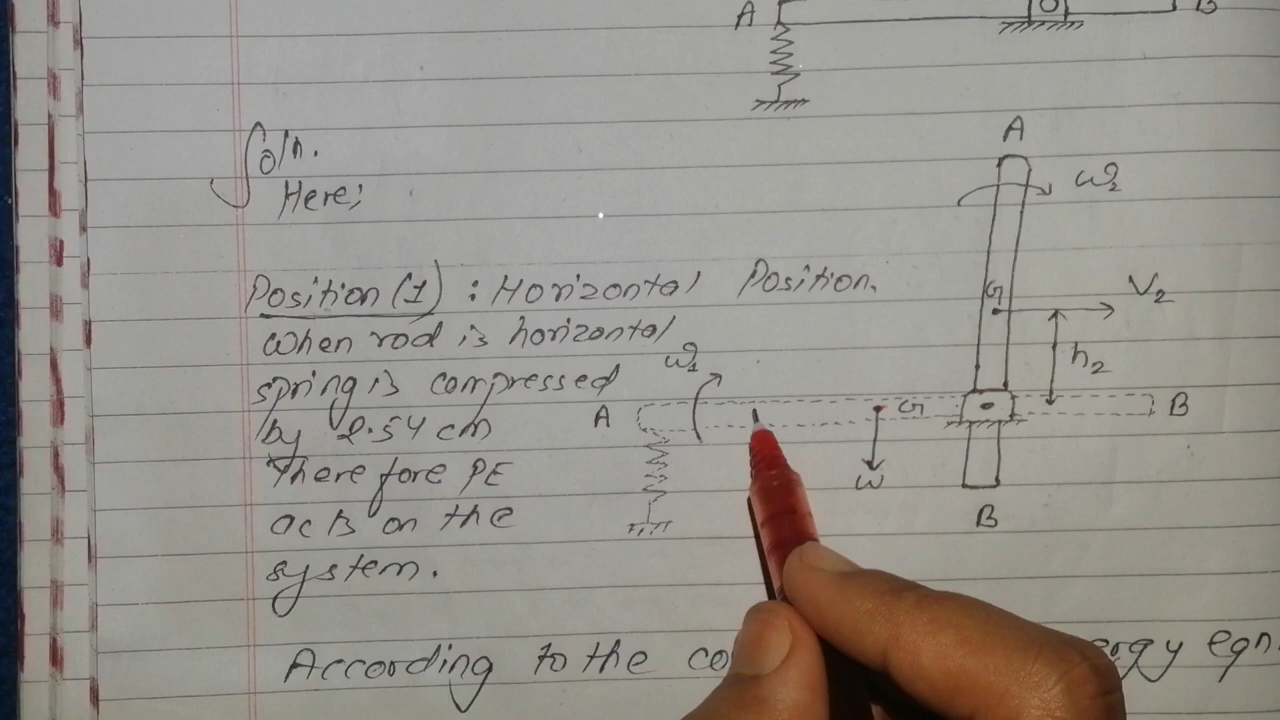 A
B
Soln.
Here;
A
ω2
Position (1) : Horizontal Position.
G
V2
When rod is horizontal
ω1
h2
spring is compressed
A
G
B
by 2.54 cm
Therefore PE
W
acts on the
B
system.
According to the
eqn.